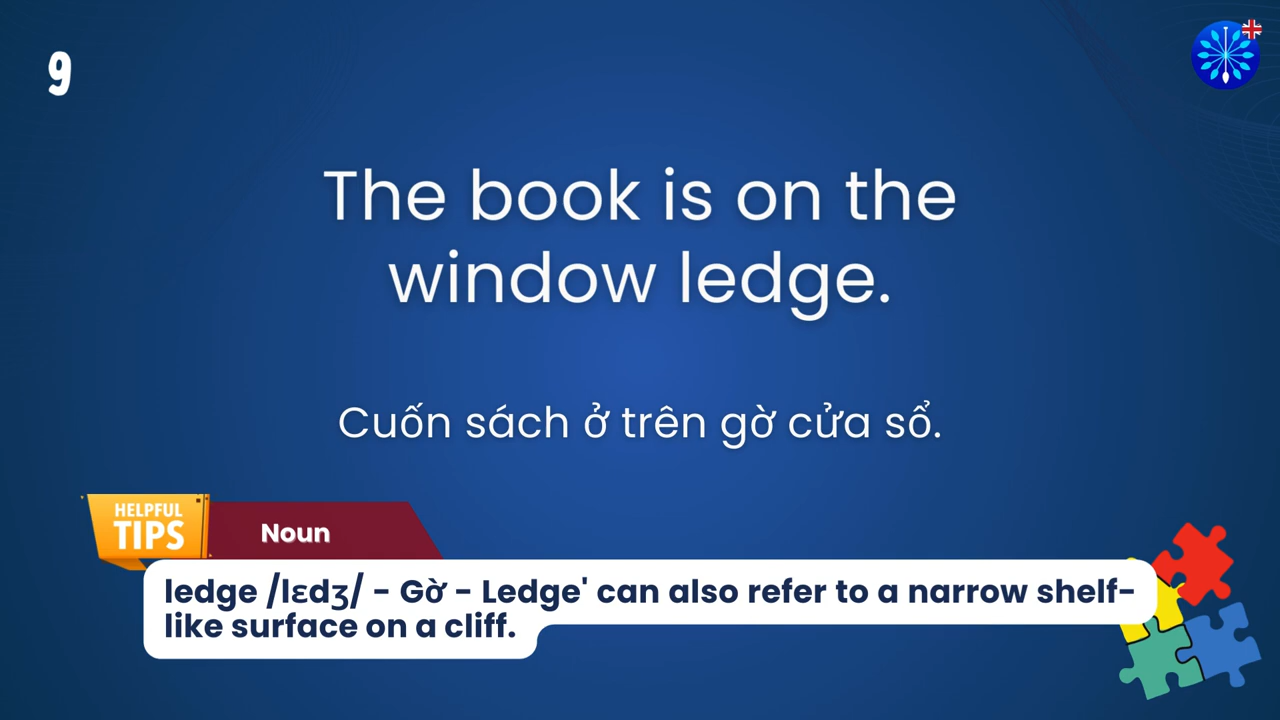 9
The book is on the
window ledge.
Cuốn sách ở trên gờ cửa sổ.
HELPFUL
TIPS
Noun
ledge /lɛdʒ/ - Gờ - Ledge' can also refer to a narrow shelf-
like surface on a cliff.